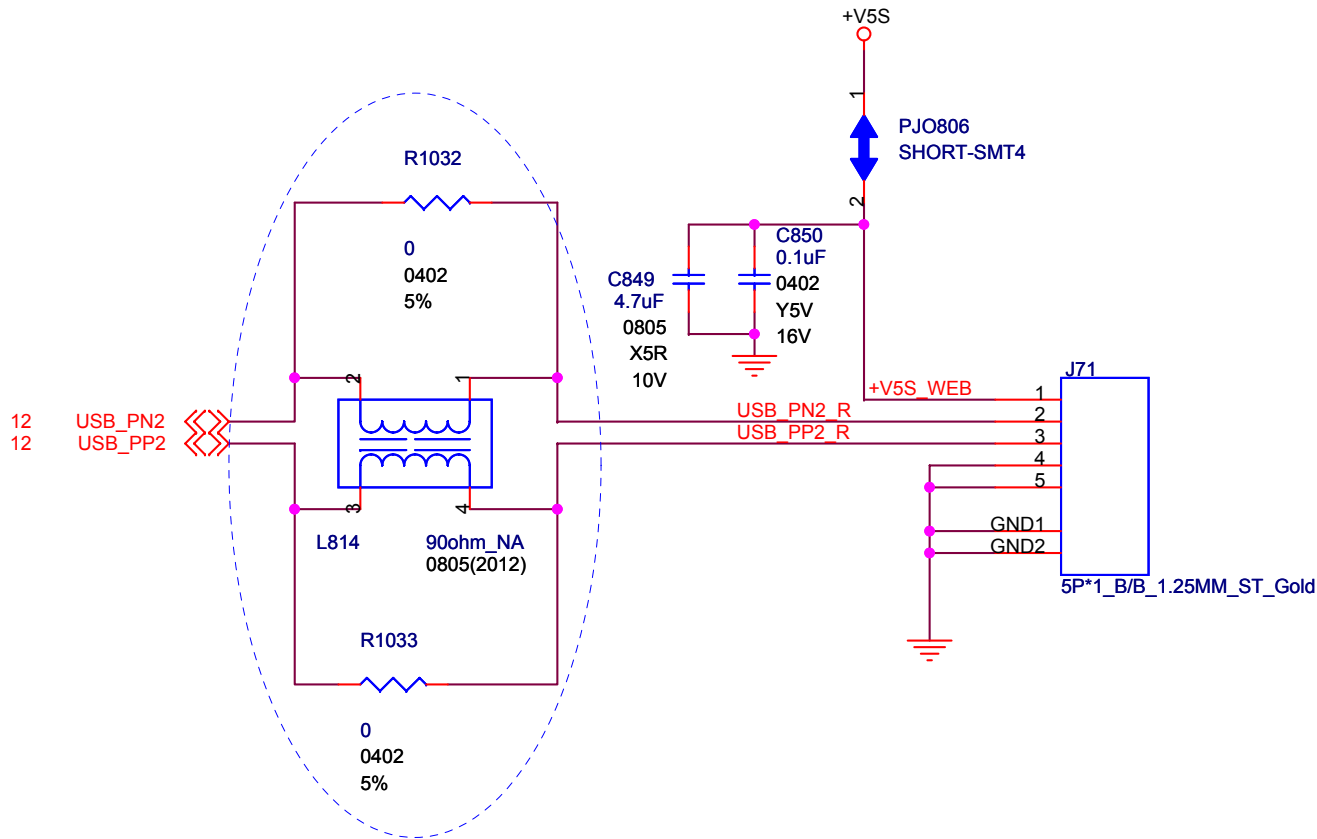 +V5S
1
PJO806
SHORT-SMT4
2
R1032
0
0402
5%
C850
0.1uF
0402
Y5V
16V
C849
4.7uF
0805
X5R
10V
2
1
12 USB_PN2
12 USB_PP2
+V5S_WEB
USB_PN2_R
USB_PP2_R
J71
1
2
3
4
5
GND1
GND2
5P*1_B/B_1.25MM_ST_Gold
3
4
L814
90ohm_NA
0805(2012)
R1033
0
0402
5%